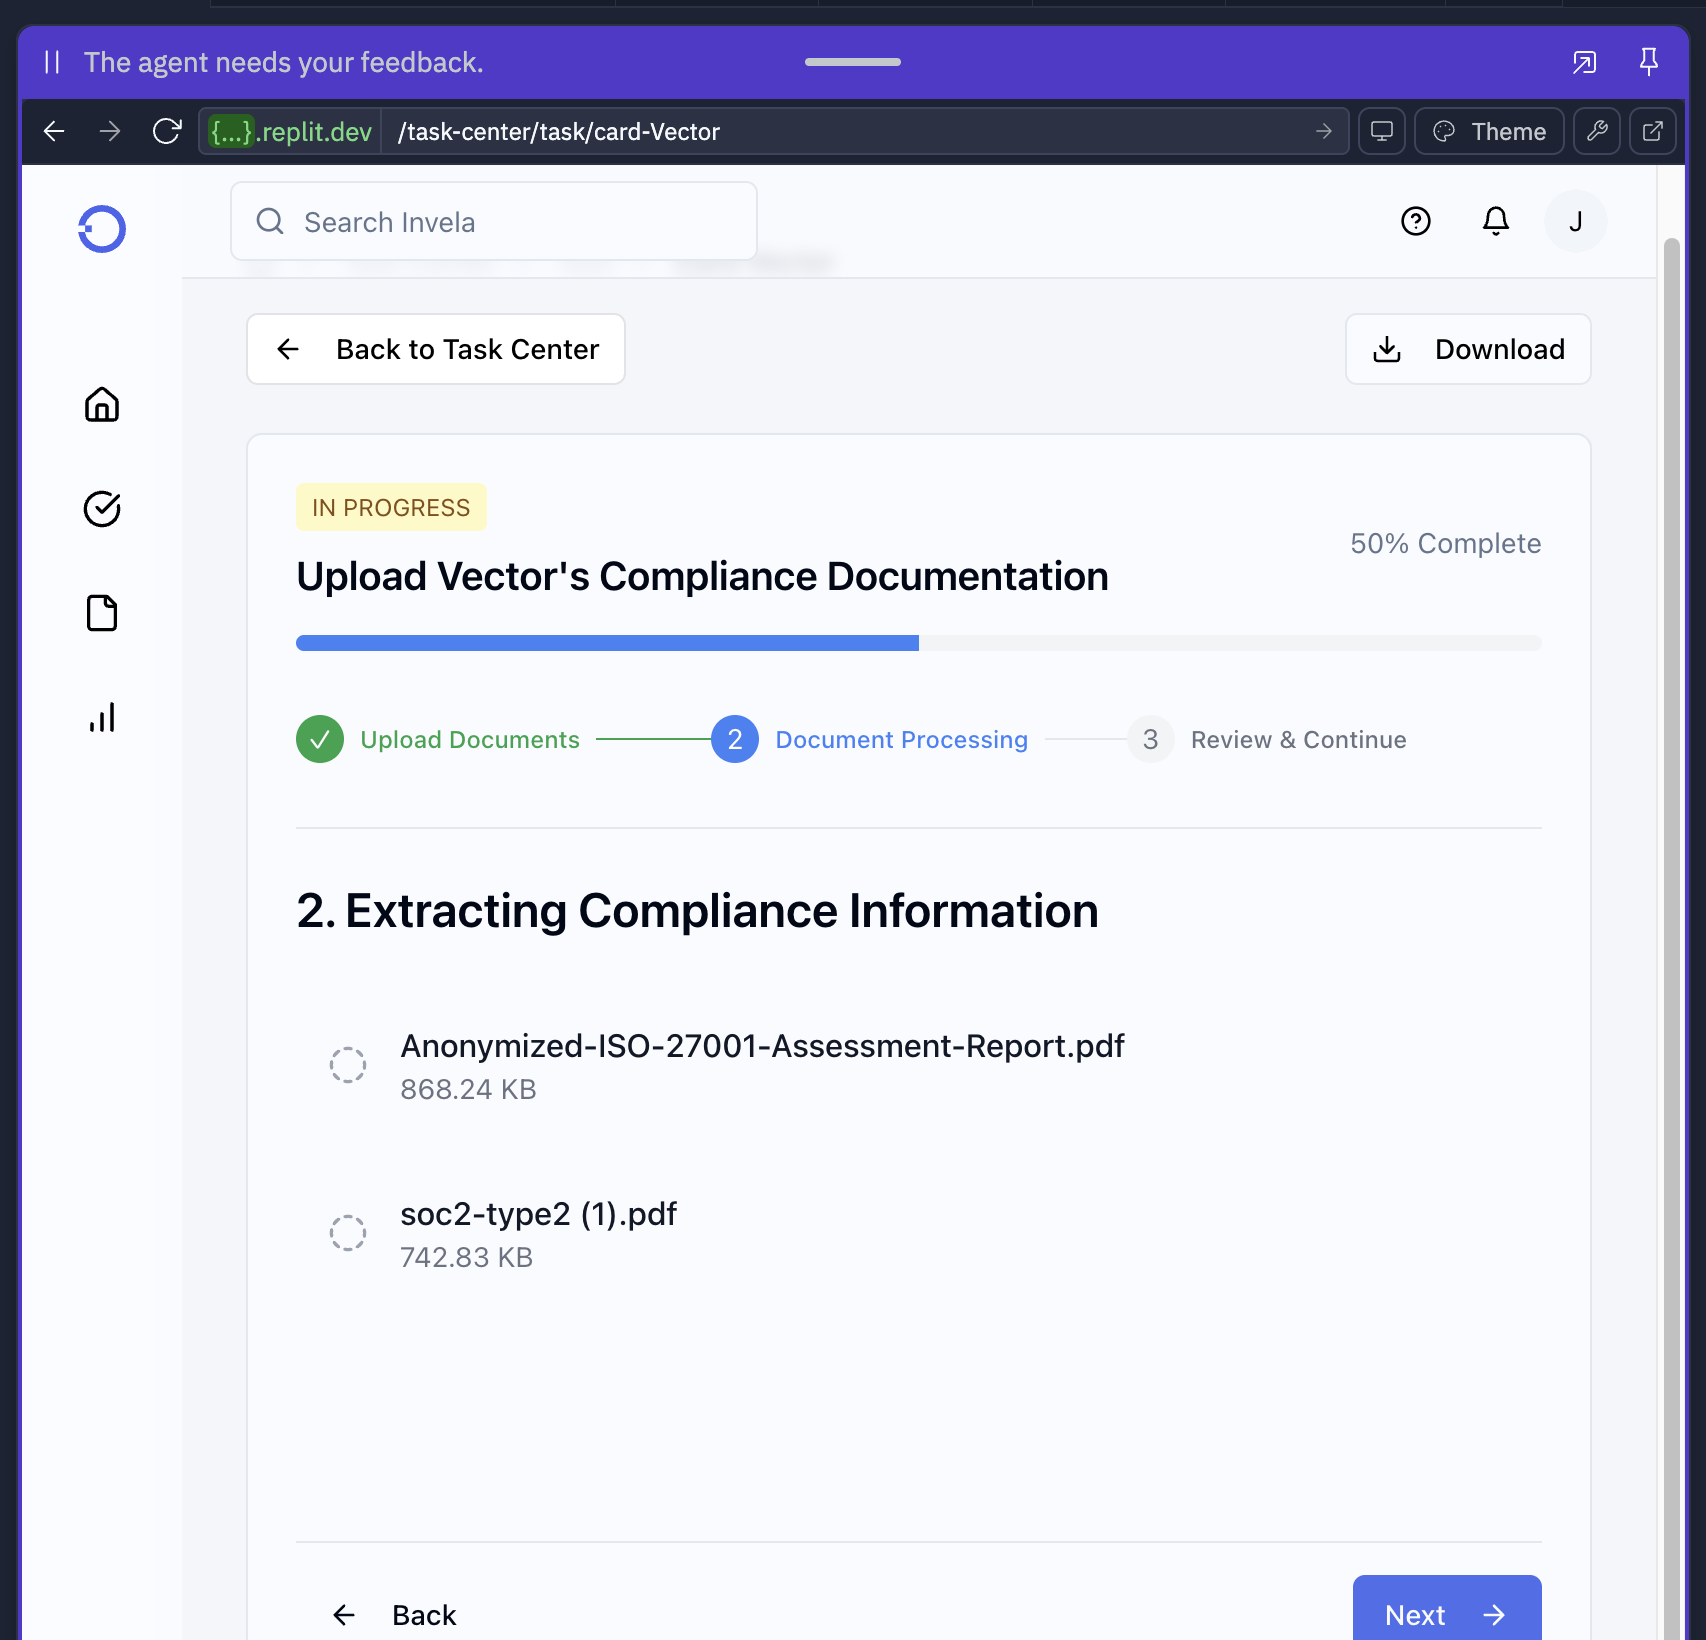 The agent needs your feedback.
{...}.replit.dev /task-center/task/card-Vector Theme
Search Invela J
Back to Task Center Download
IN PROGRESS
50% Complete
Upload Vector's Compliance Documentation
Upload Documents 2 Document Processing 3 Review & Continue
2. Extracting Compliance Information
Anonymized-ISO-27001-Assessment-Report.pdf
868.24 KB
soc2-type2 (1).pdf
742.83 KB
Back Next